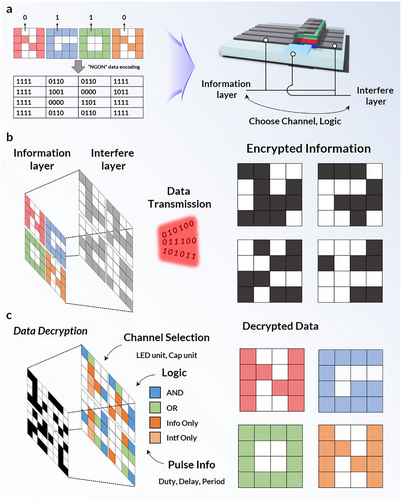 a
0 1 1 0
"NGON" data encoding
1111 0110 0110 1111
1111 1001 0000 1011
1111 0000 1101 1111
1111 0110 0110 1111
Information layer
Interfere layer
Choose Channel, Logic
b
Information layer
Interfere layer
Data Transmission
010100
011100
101011
Encrypted Information
c
Data Decryption
Channel Selection
LED unit, Cap unit
Logic
AND
OR
Info Only
Intf Only
Pulse Info
Duty, Delay, Period
Decrypted Data